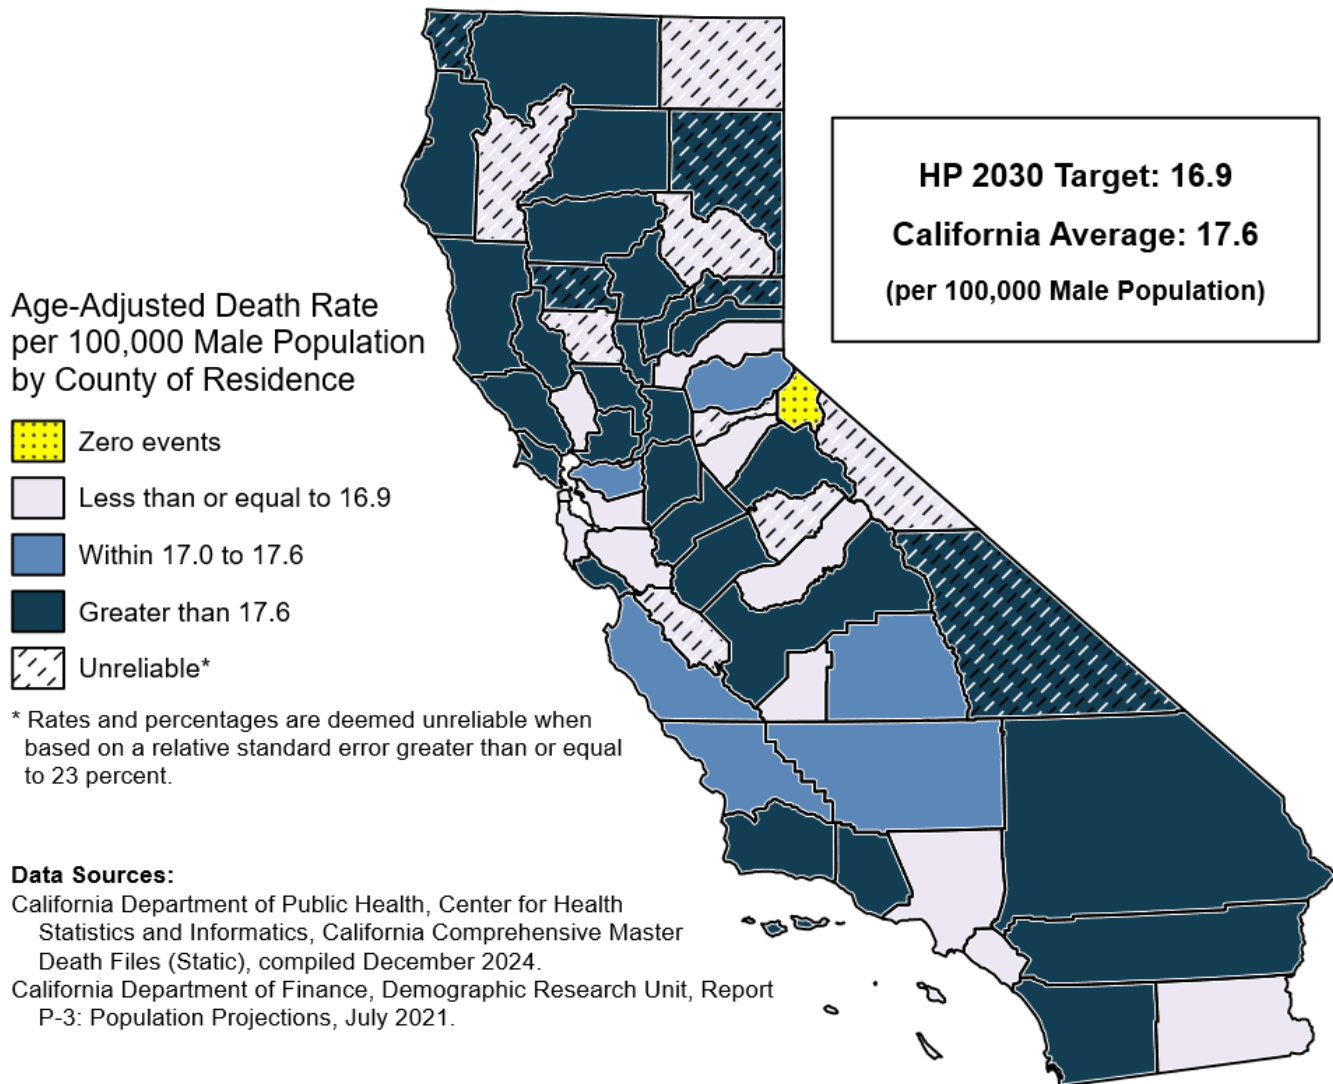 HP 2030 Target: 16.9
California Average: 17.6
(per 100,000 Male Population)
Age-Adjusted Death Rate
per 100,000 Male Population
by County of Residence
Zero events
Less than or equal to 16.9
Within 17.0 to 17.6
Greater than 17.6
Unreliable*
* Rates and percentages are deemed unreliable when
based on a relative standard error greater than or equal
to 23 percent.
Data Sources:
California Department of Public Health, Center for Health
Statistics and Informatics, California Comprehensive Master
Death Files (Static), compiled December 2024.
California Department of Finance, Demographic Research Unit, Report
P-3: Population Projections, July 2021.